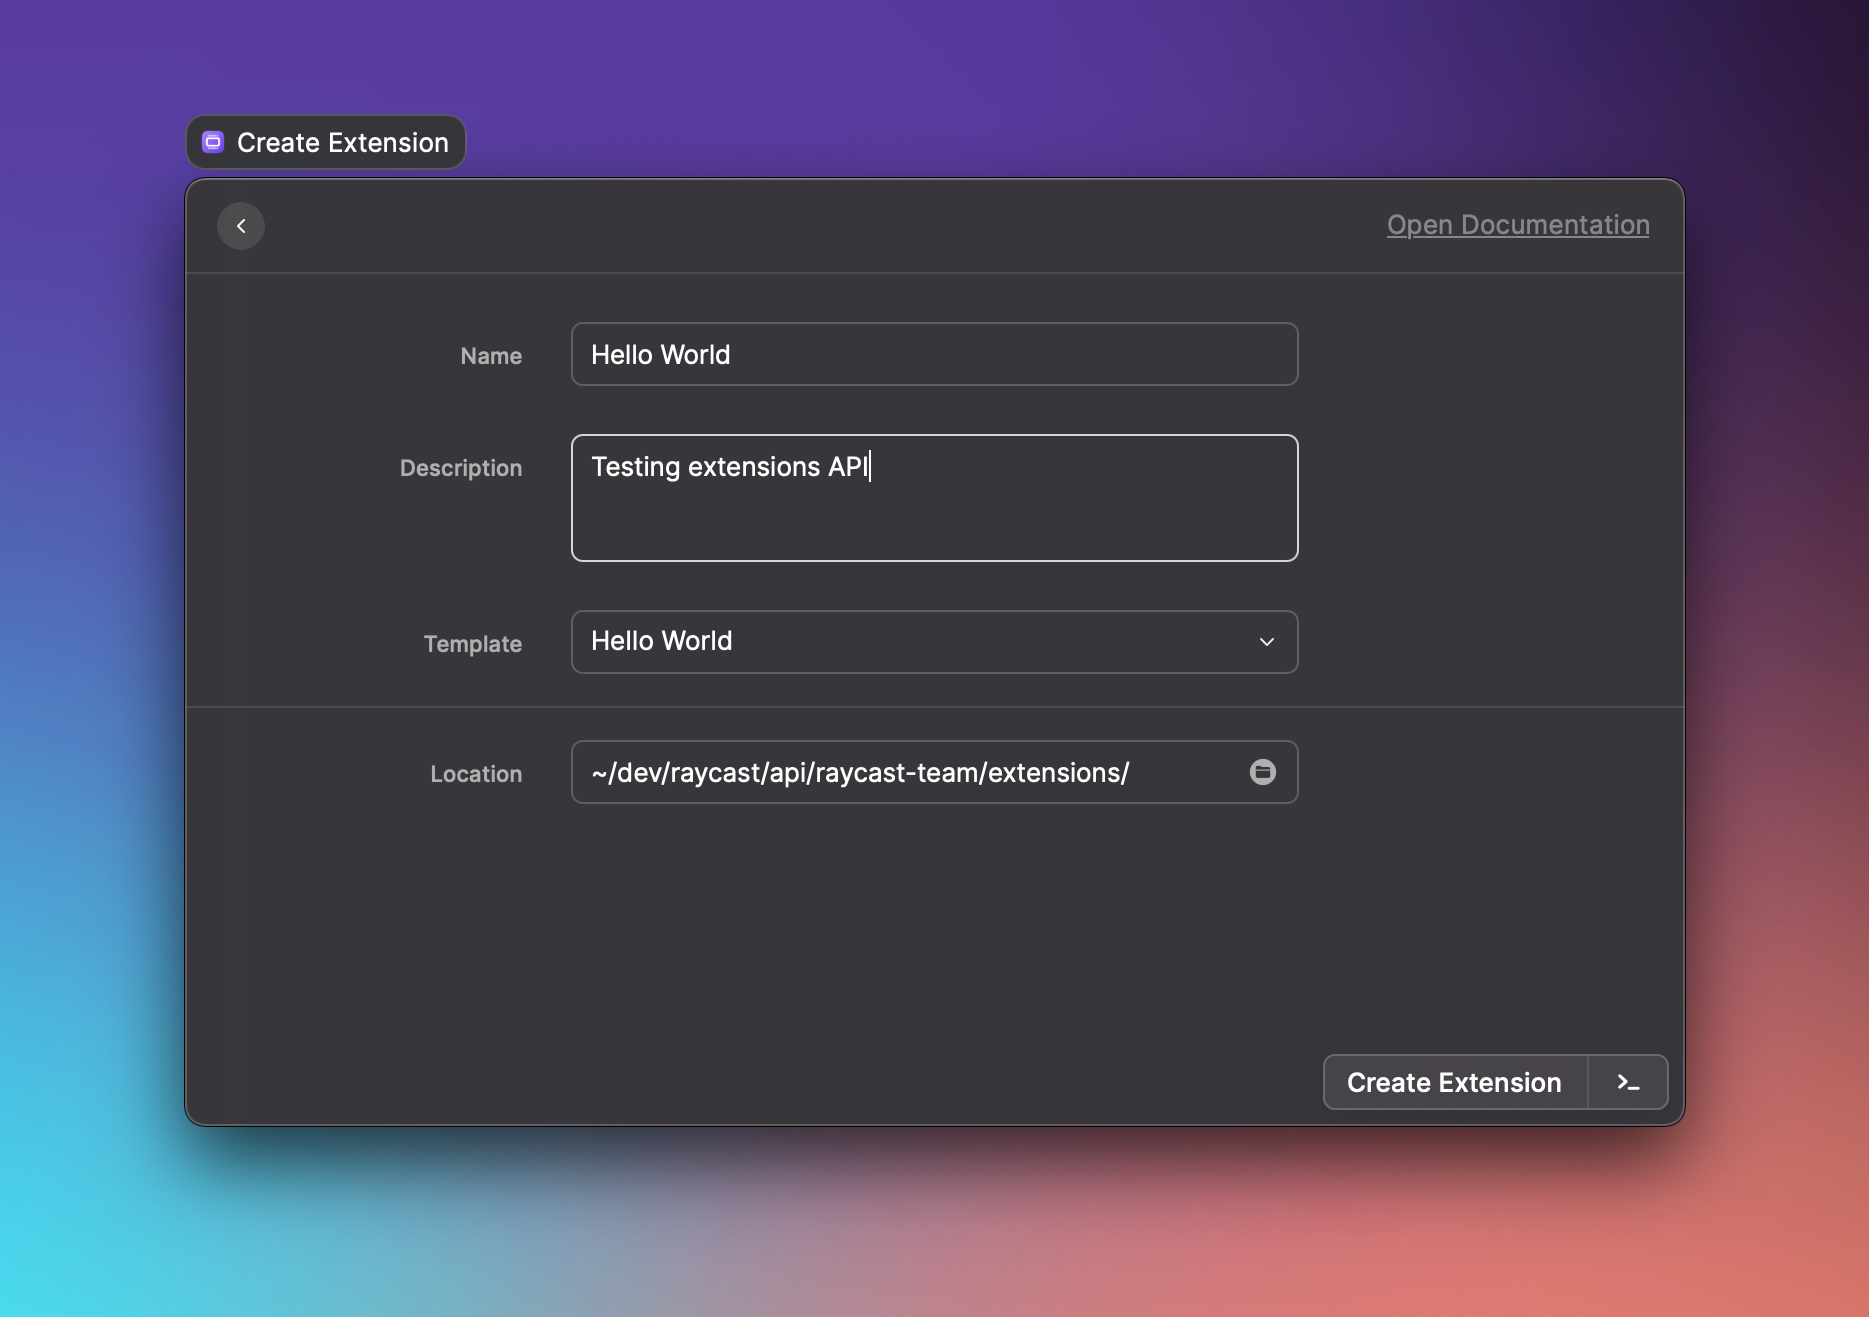 Create Extension
Open Documentation
Name
Hello World
Description
Testing extensions API
Template
Hello World
Location
~/dev/raycast/api/raycast-team/extensions/
Create Extension